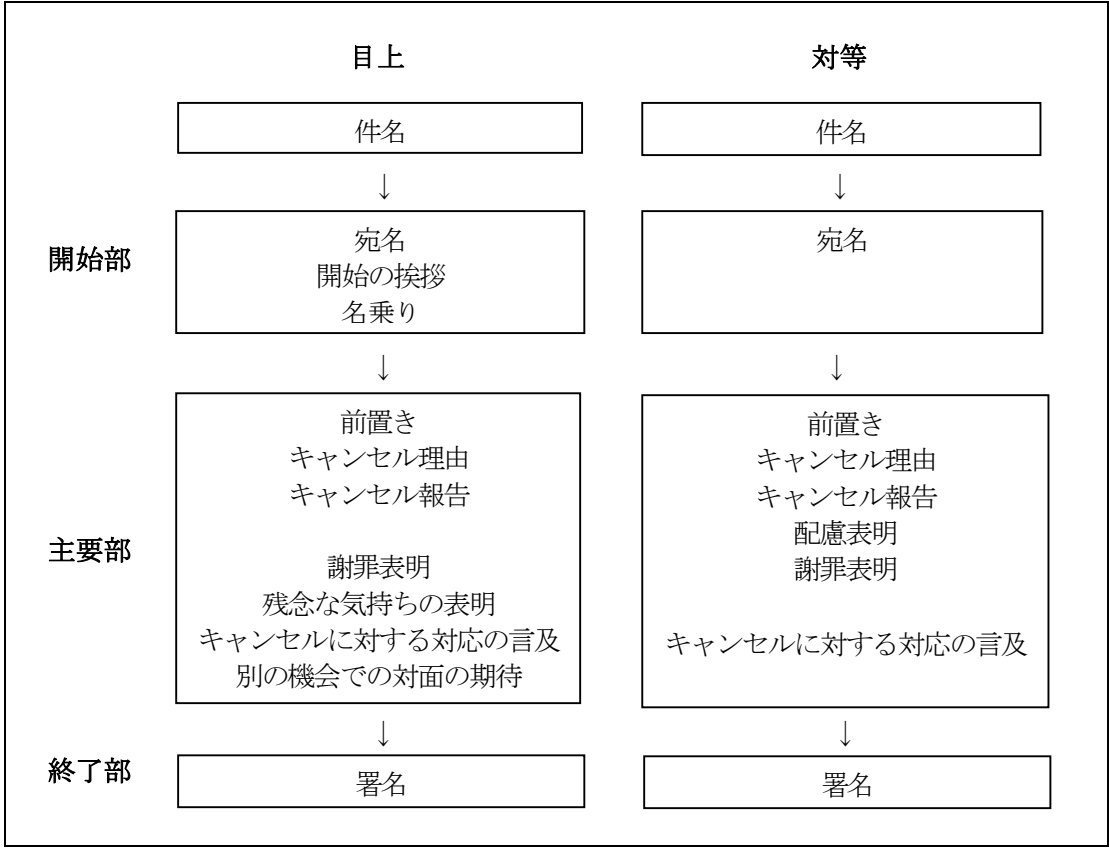 目上
対等
件名
件名
↓
↓
開始部
宛名
開始の挨拶
名乗り
宛名
↓
↓
主要部
前置き
キャンセル理由
キャンセル報告
謝罪表明
残念な気持ちの表明
キャンセルに対する対応の言及
別の機会での対面の期待
前置き
キャンセル理由
キャンセル報告
配慮表明
謝罪表明
キャンセルに対する対応の言及
↓
↓
終了部
署名
署名